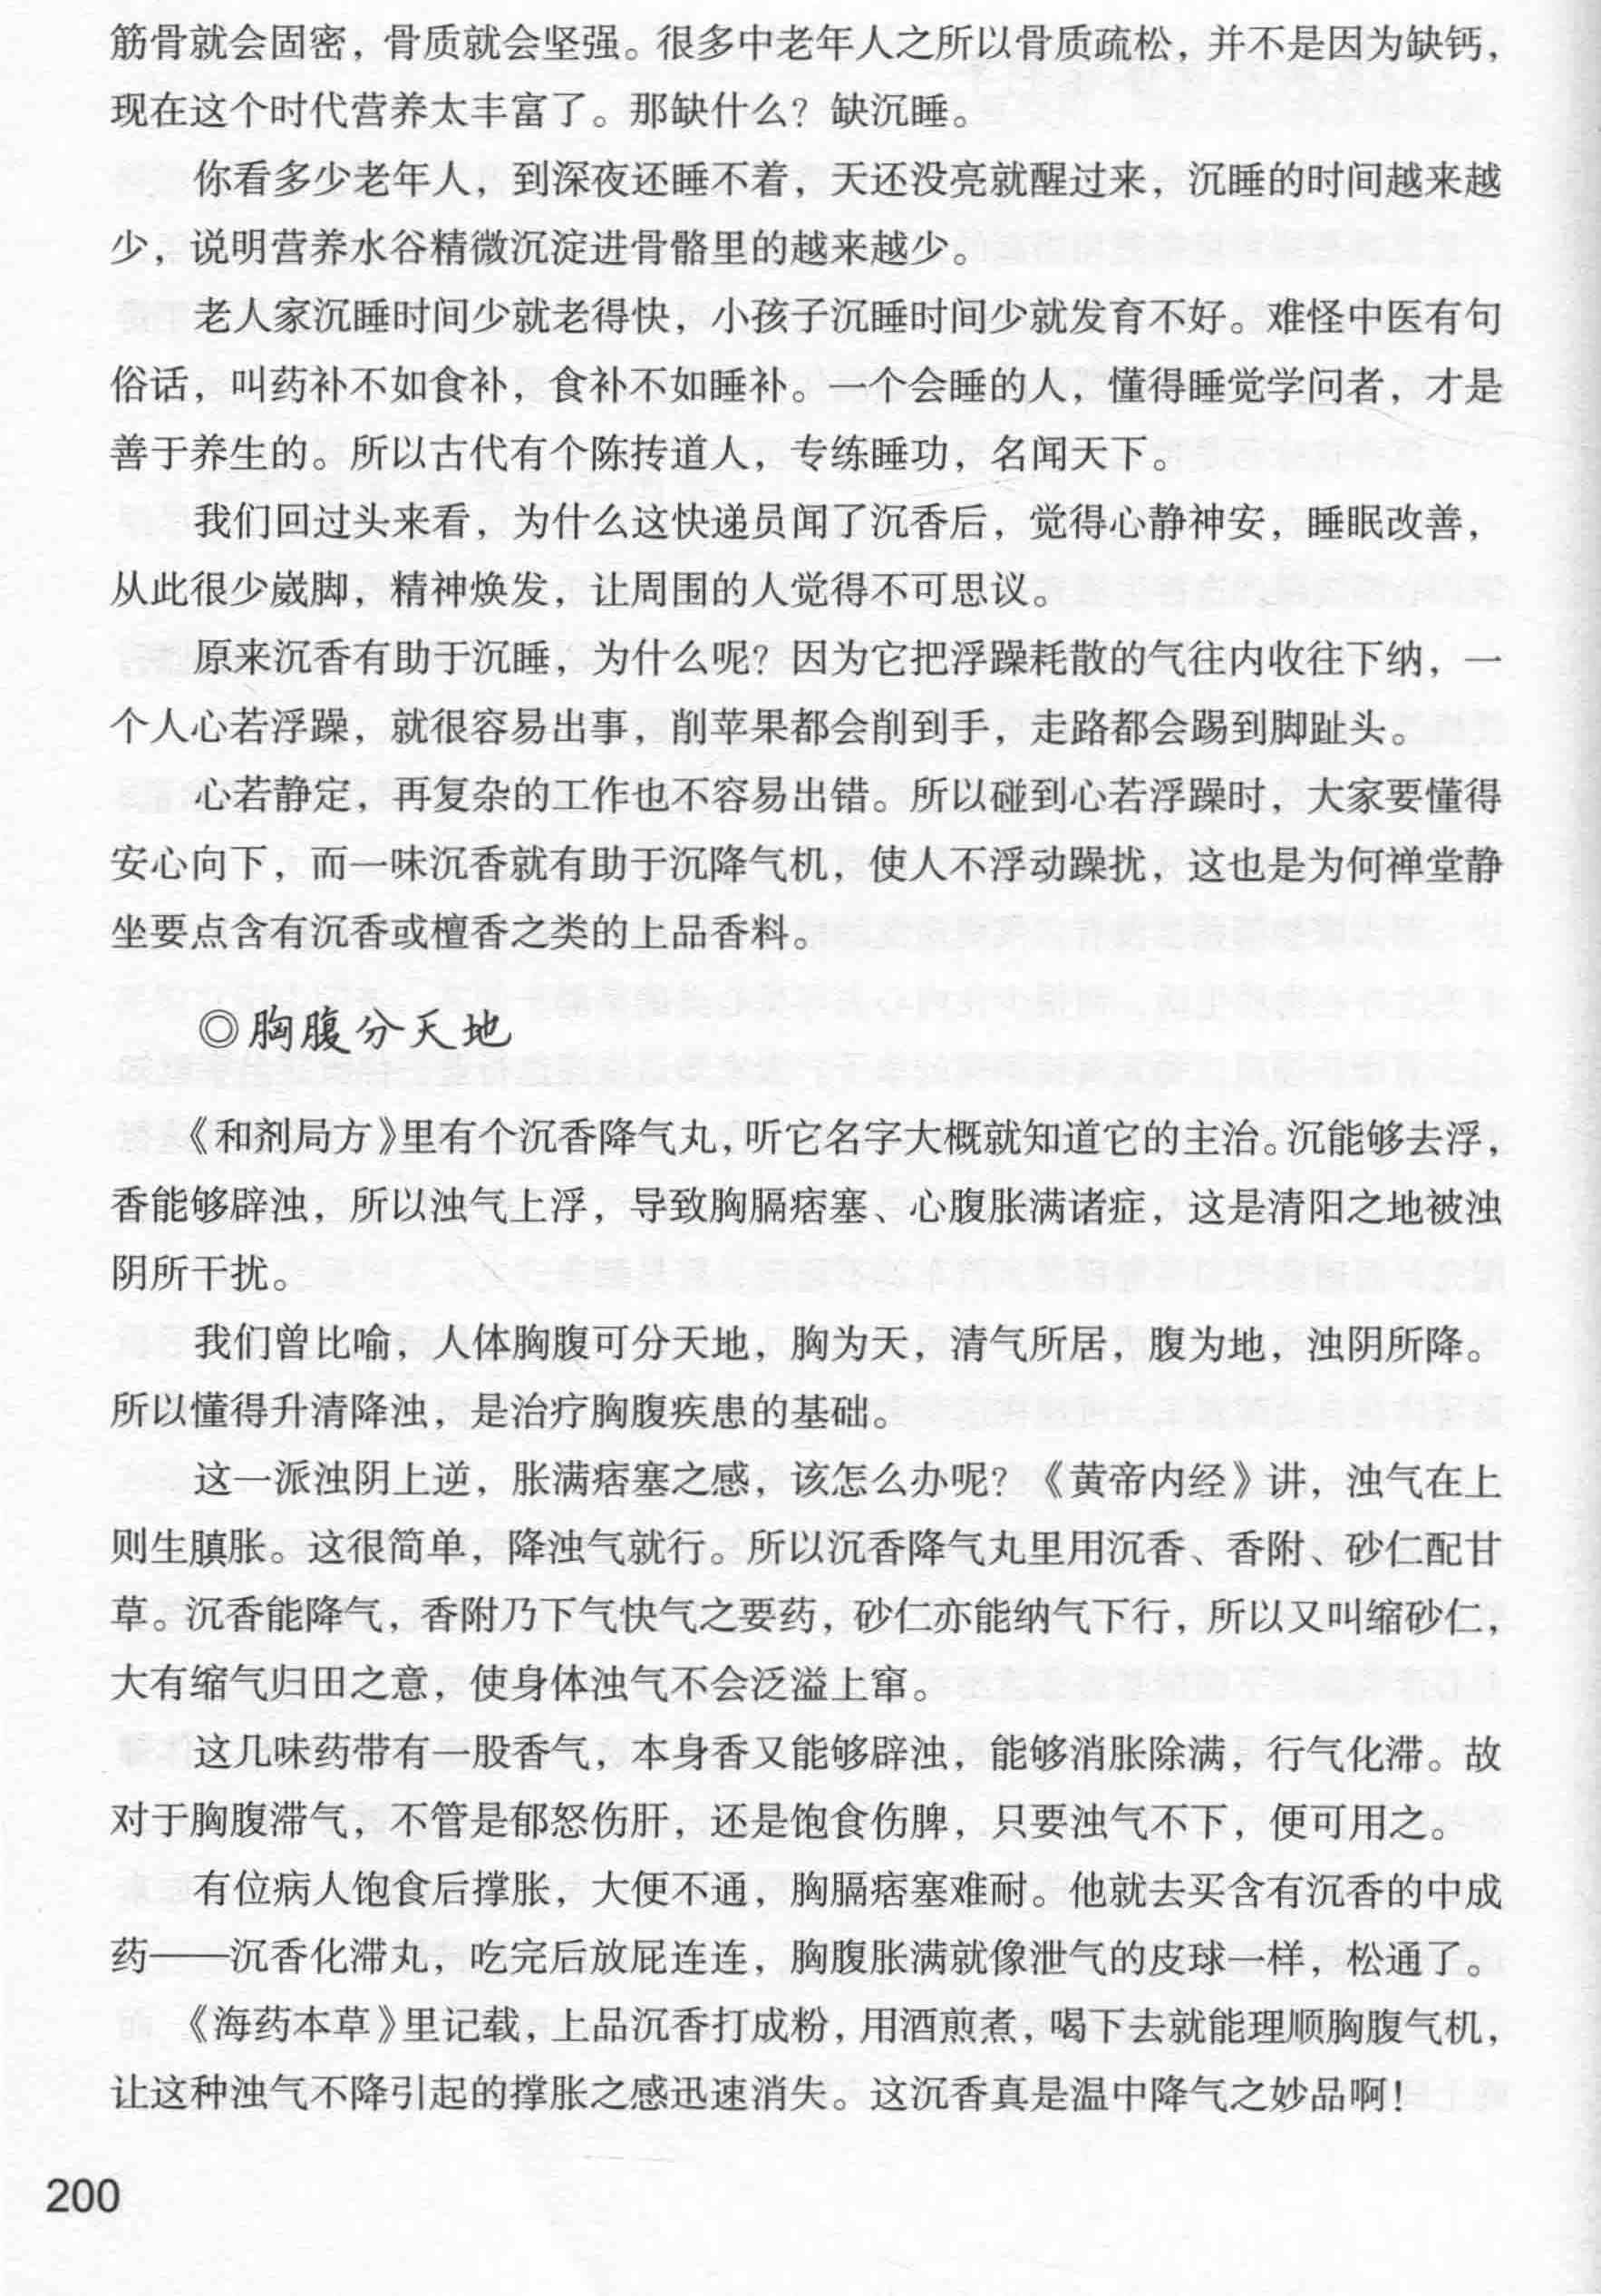 筋骨就会固密，骨质就会坚强。很多中老年人之所以骨质疏松，并不是因为缺钙，
现在这个时代营养太丰富了。那缺什么？缺沉睡。
你看多少老年人，到深夜还睡不着，天还没亮就醒过来，沉睡的时间越来越
少，说明营养水谷精微沉淀进骨骼里的越来越少。
老人家沉睡时间少就老得快，小孩子沉睡时间少就发育不好。难怪中医有句
俗话，叫药补不如食补，食补不如睡补。一个会睡的人，懂得睡觉学问者，才是
善于养生的。所以古代有个陈抟道人，专练睡功，名闻天下。
我们回过头来看，为什么这快递员闻了沉香后，觉得心静神安，睡眠改善，
从此很少崴脚，精神焕发，让周围的人觉得不可思议。
原来沉香有助于沉睡，为什么呢？因为它把浮躁耗散的气往内收往下纳，一
个人心若浮躁，就很容易出事，削苹果都会削到手，走路都会踢到脚趾头。
心若静定，再复杂的工作也不容易出错。所以碰到心若浮躁时，大家要懂得
安心向下，而一味沉香就有助于沉降气机，使人不浮动躁扰，这也是为何禅堂静
坐要点含有沉香或檀香之类的上品香料。
◎胸腹分天地
《和剂局方》里有个沉香降气丸，听它名字大概就知道它的主治。沉能够去浮，
香能够辟浊，所以浊气上浮，导致胸膈痞塞、心腹胀满诸症，这是清阳之地被浊
阴所干扰。
我们曾比喻，人体胸腹可分天地，胸为天，清气所居，腹为地，浊阴所降。
所以懂得升清降浊，是治疗胸腹疾患的基础。
这一派浊阴上逆，胀满痞塞之感，该怎么办呢？《黄帝内经》讲，浊气在上
则生䐜胀。这很简单，降浊气就行。所以沉香降气丸里用沉香、香附、砂仁配甘
草。沉香能降气，香附乃下气快气之要药，砂仁亦能纳气下行，所以又叫缩砂仁，
大有缩气归田之意，使身体浊气不会泛溢上窜。
这几味药带有一股香气，本身香又能够辟浊，能够消胀除满，行气化滞。故
对于胸腹滞气，不管是郁怒伤肝，还是饱食伤脾，只要浊气不下，便可用之。
有位病人饱食后撑胀，大便不通，胸膈痞塞难耐。他就去买含有沉香的中成
药——沉香化滞丸，吃完后放屁连连，胸腹胀满就像泄气的皮球一样，松通了。
《海药本草》里记载，上品沉香打成粉，用酒煎煮，喝下去就能理顺胸腹气机，
让这种浊气不降引起的撑胀之感迅速消失。这沉香真是温中降气之妙品啊！
200